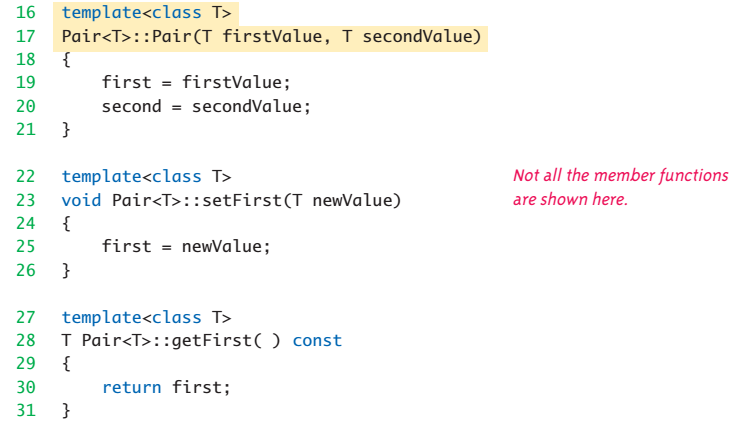 16 template<class T>
17 Pair<T>::Pair(T firstValue, T secondValue)
18 {
19     first = firstValue;
20     second = secondValue;
21 }
22 template<class T>
23 void Pair<T>::setFirst(T newValue)
24 {
25     first = newValue;
26 }
Not all the member functions
are shown here.
27 template<class T>
28 T Pair<T>::getFirst( ) const
29 {
30     return first;
31 }